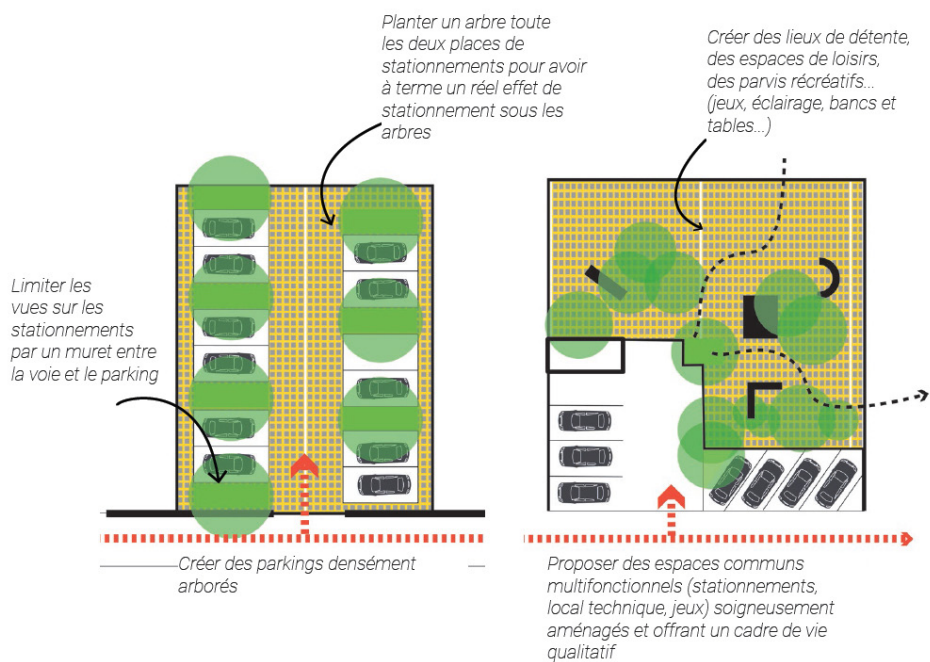 Planter un arbre toute
les deux places de
stationnements pour avoir
à terme un réel effet de
stationnement sous les
arbres
Créer des lieux de détente,
des espaces de loisirs,
des parvis récréatifs...
(jeux, éclairage, bancs et
tables...)
Limiter les
vues sur les
stationnements
par un muret entre
la voie et le parking
Créer des parkings densément
arborés
Proposer des espaces communs
multifonctionnels (stationnements,
local technique, jeux) soigneusement
aménagés et offrant un cadre de vie
qualitatif